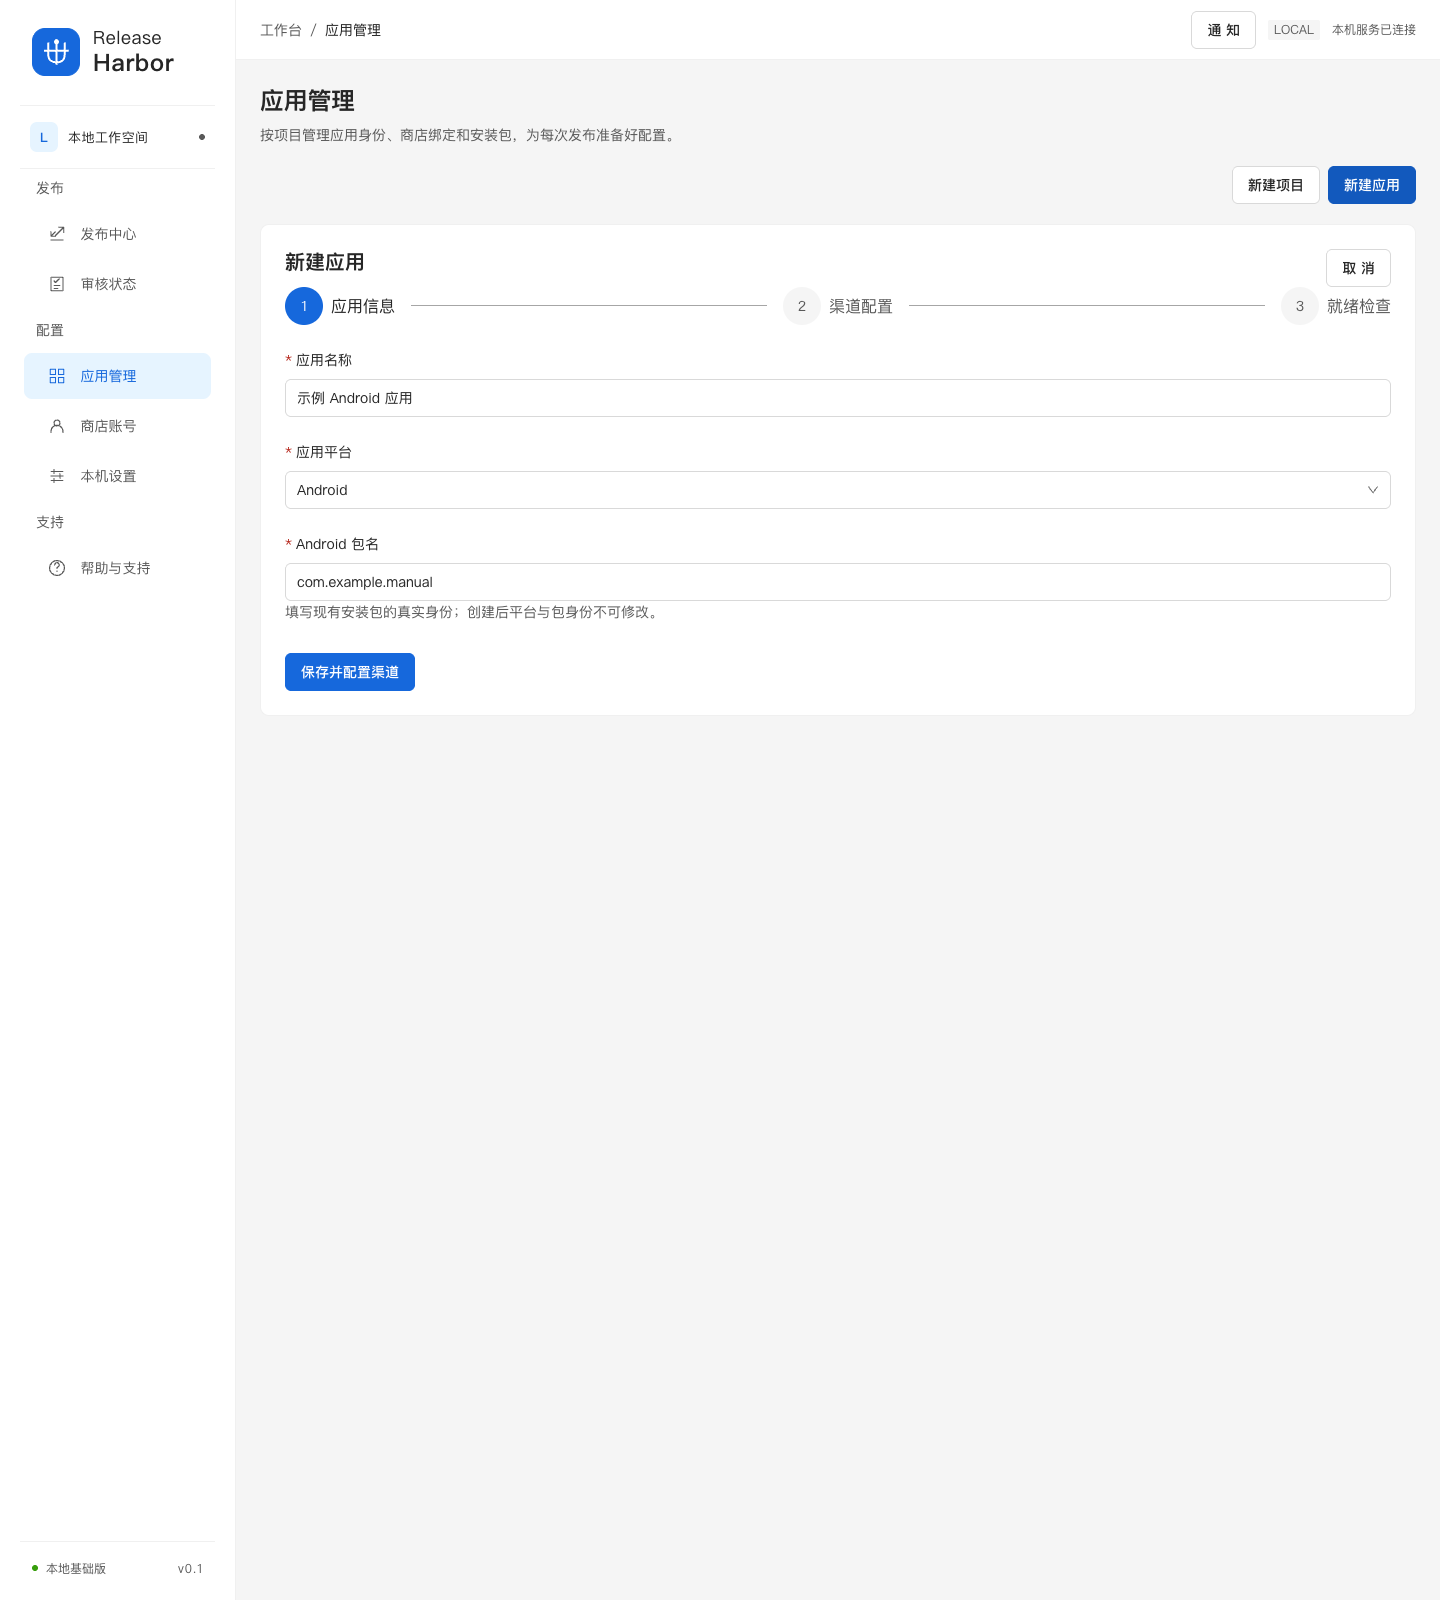 Release
Harbor
L 本地工作空间
发布
发布中心
审核状态
配置
应用管理
商店账号
本机设置
支持
帮助与支持
本地基础版 v0.1
工作台 / 应用管理
通 知 LOCAL 本机服务已连接
应用管理
按项目管理应用身份、商店绑定和安装包，为每次发布准备好配置。
新建项目 新建应用
新建应用
取 消
1 应用信息 2 渠道配置 3 就绪检查
* 应用名称
示例 Android 应用
* 应用平台
Android
* Android 包名
com.example.manual
填写现有安装包的真实身份；创建后平台与包身份不可修改。
保存并配置渠道